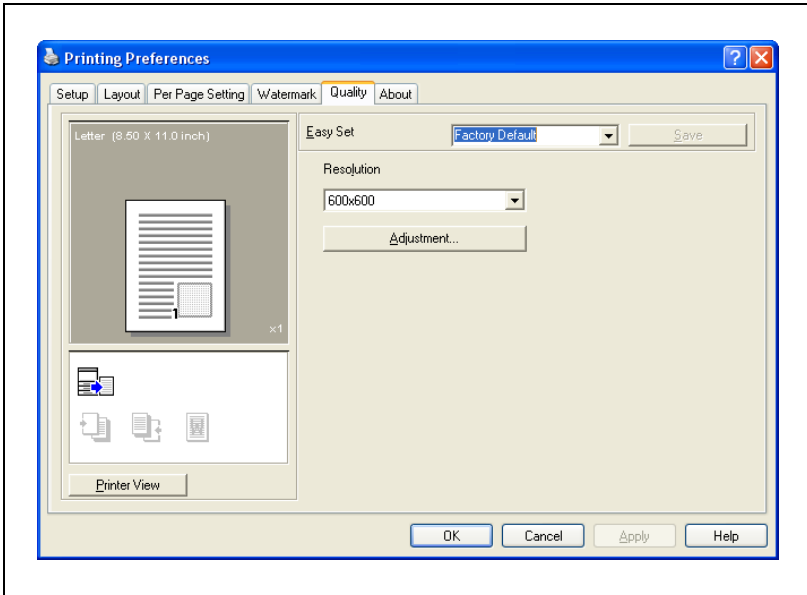 Printing Preferences
Setup Layout Per Page Setting Watermark Quality About
Letter (8.50 X 11.0 inch)
Easy Set Factory Default Save
Resolution
600x600
Adjustment...
1
x1
Printer View
OK Cancel Apply Help